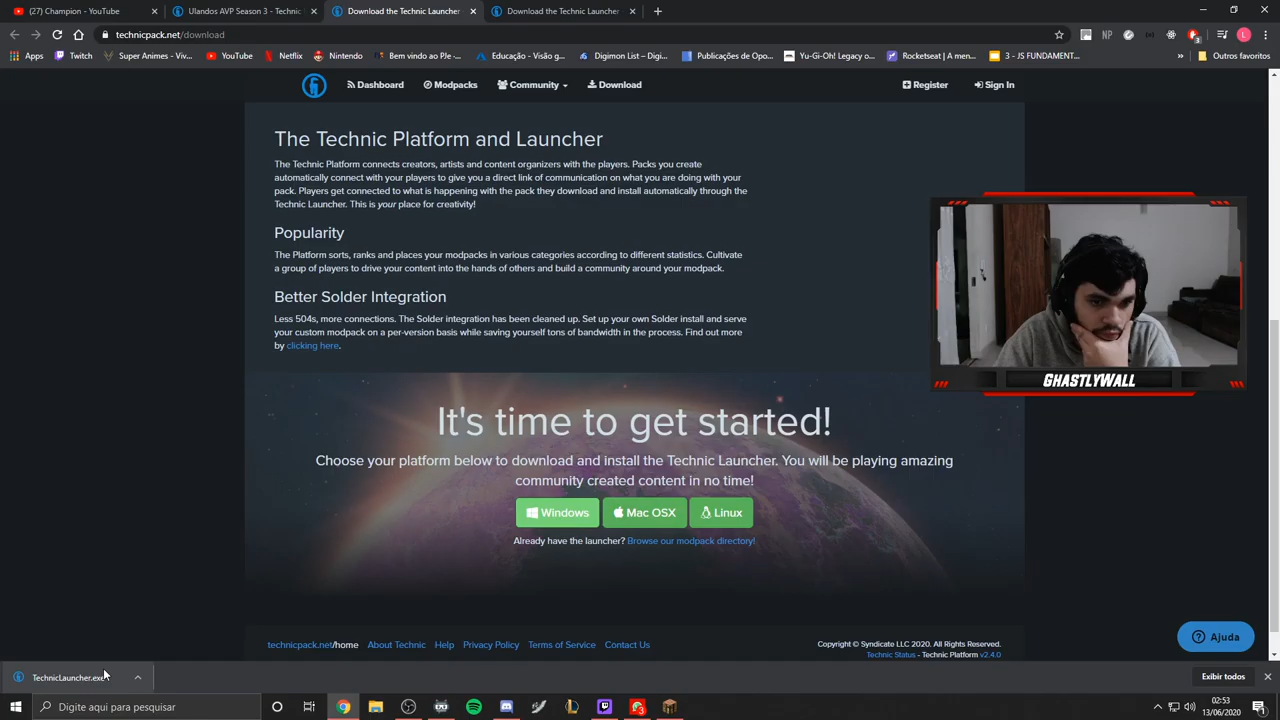 (27) Champion - YouTube
Ulandos AVP Season 3 - Technic
Download the Technic Launcher
Download the Technic Launcher
technicpack.net/download
Apps
Twitch
Super Animes - Viv...
YouTube
Netflix
Nintendo
Bem vindo ao PJe -...
Educação - Visão g...
Digimon List – Digi...
Publicações de Opo...
Yu-Gi-Oh! Legacy o...
Rocketseat | A men...
3 - JS FUNDAMENT...
»
Outros favoritos
Dashboard
Modpacks
Community
Download
Register
Sign In
The Technic Platform and Launcher
The Technic Platform connects creators, artists and content organizers with the players. Packs you create
automatically connect with your players to give you a direct link of communication on what you are doing with your
pack. Players get connected to what is happening with the pack they download and install automatically through the
Technic Launcher. This is your place for creativity!
Popularity
The Platform sorts, ranks and places your modpacks in various categories according to different statistics. Cultivate
a group of players to drive your content into the hands of others and build a community around your modpack.
Better Solder Integration
Less 504s, more connections. The Solder integration has been cleaned up. Set up your own Solder install and serve
your custom modpack on a per-version basis while saving yourself tons of bandwidth in the process. Find out more
by clicking here.
GHASTLYWALL
It's time to get started!
Choose your platform below to download and install the Technic Launcher. You will be playing amazing
community created content in no time!
Windows
Mac OSX
Linux
Already have the launcher? Browse our modpack directory!
technicpack.net/home
About Technic
Help
Privacy Policy
Terms of Service
Contact Us
Copyright © Syndicate LLC 2020. All Rights Reserved.
Technic Status - Technic Platform v2.4.0
Ajuda
TechnicLauncher.exe
Exibir todos
Digite aqui para pesquisar
02:53
13/06/2020